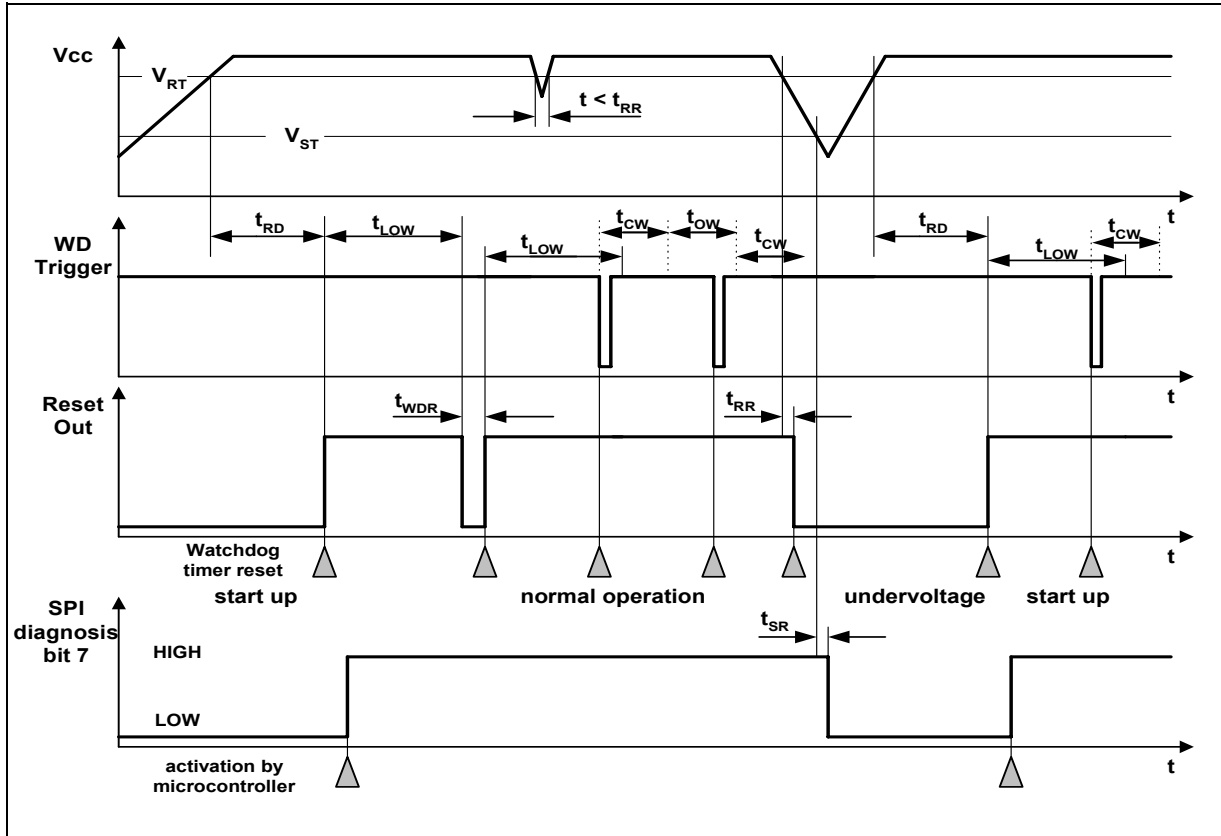 Vcc
V_RT
t < t_RR
V_ST
t
WD
Trigger
t_RD
t_LOW
t_LOW
t_CW
t_OW
t_CW
t_RD
t_LOW
t_CW
t
Reset
Out
t_WDR
t_RR
t
Watchdog
timer reset
start up
normal operation
undervoltage
start up
SPI
diagnosis
bit 7
HIGH
LOW
t_SR
t
activation by
microcontroller